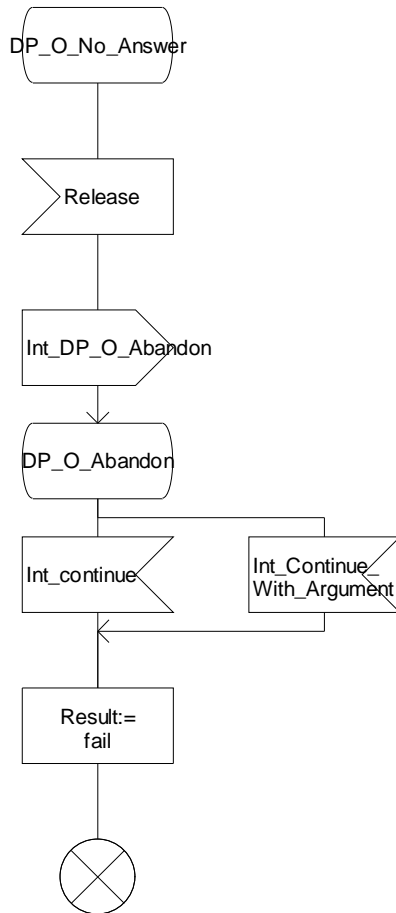 DP_O_No_Answer
Release
Int_DP_O_Abandon
DP_O_Abandon
Int_continue
Int_Continue_
With_Argument
Result:=
fail